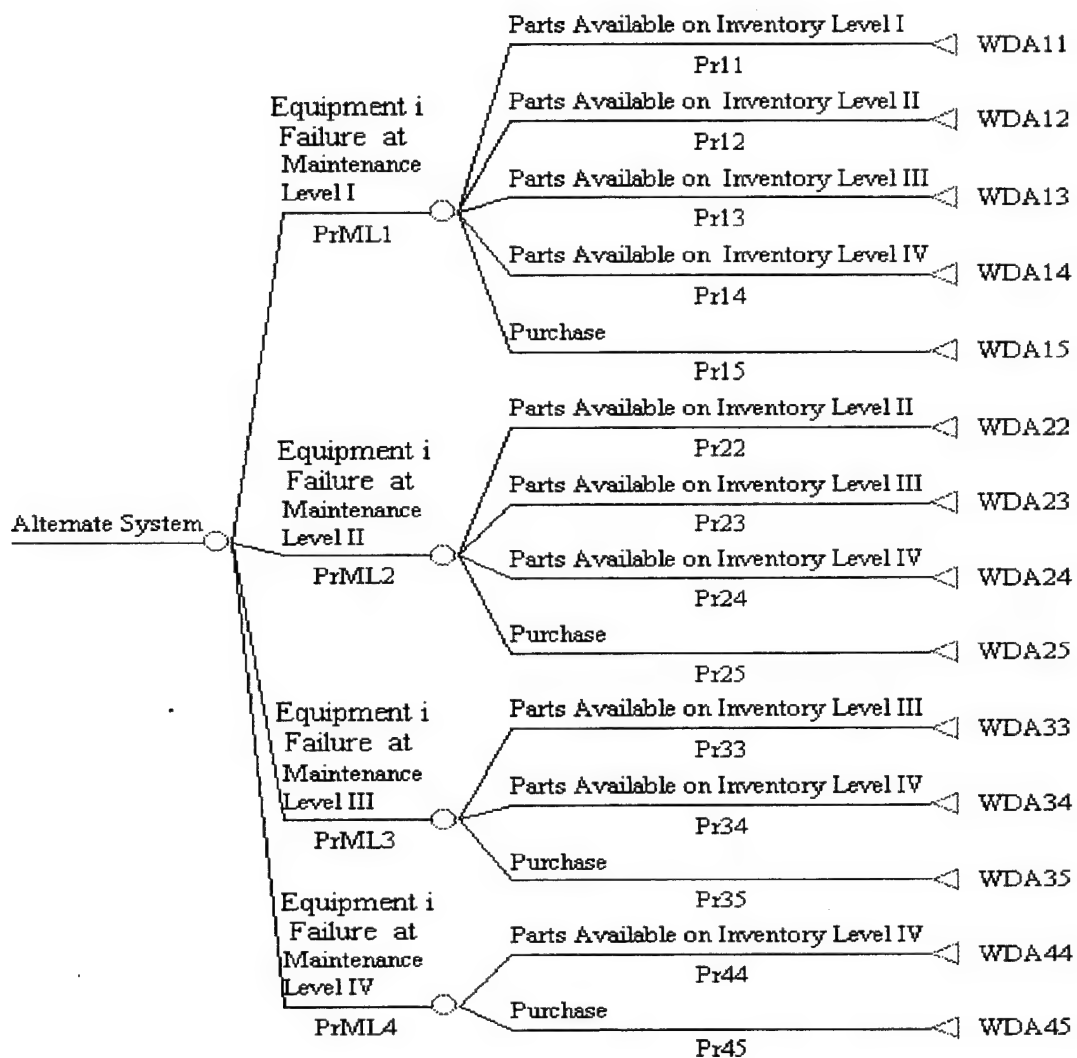 Alternate System
Equipment i
Failure at
Maintenance
Level I
PrML1
Parts Available on Inventory Level I
Pr11
WDA11
Parts Available on Inventory Level II
Pr12
WDA12
Parts Available on Inventory Level III
Pr13
WDA13
Parts Available on Inventory Level IV
Pr14
WDA14
Purchase
Pr15
WDA15
Equipment i
Failure at
Maintenance
Level II
PrML2
Parts Available on Inventory Level II
Pr22
WDA22
Parts Available on Inventory Level III
Pr23
WDA23
Parts Available on Inventory Level IV
Pr24
WDA24
Purchase
Pr25
WDA25
Equipment i
Failure at
Maintenance
Level III
PrML3
Parts Available on Inventory Level III
Pr33
WDA33
Parts Available on Inventory Level IV
Pr34
WDA34
Purchase
Pr35
WDA35
Equipment i
Failure at
Maintenance
Level IV
PrML4
Parts Available on Inventory Level IV
Pr44
WDA44
Purchase
Pr45
WDA45